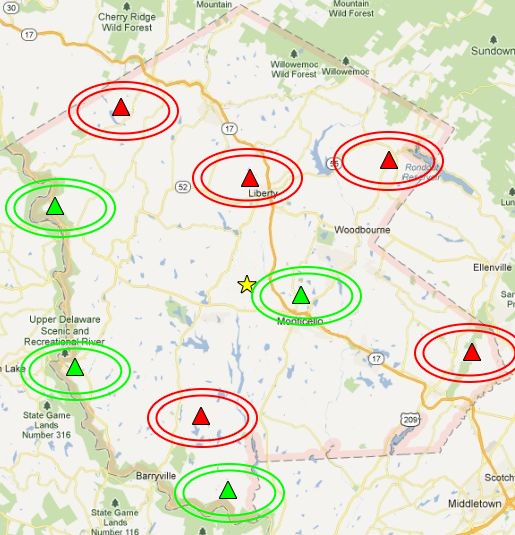 Mountain
30
Cherry Ridge
Wild Forest
Mountain
Wild Forest
17
Willowemoc
Wild Forest
Willowemoc
Sundown
17
55
Rondout
Reservoir
52
Liberty
Woodbourne
Ellenville
Upper Delaware
Scenic and
Recreational River
Monticello
17
State Game
Lands
Number 316
209
Barryville
State Game
Lands
Number 116
Middletown